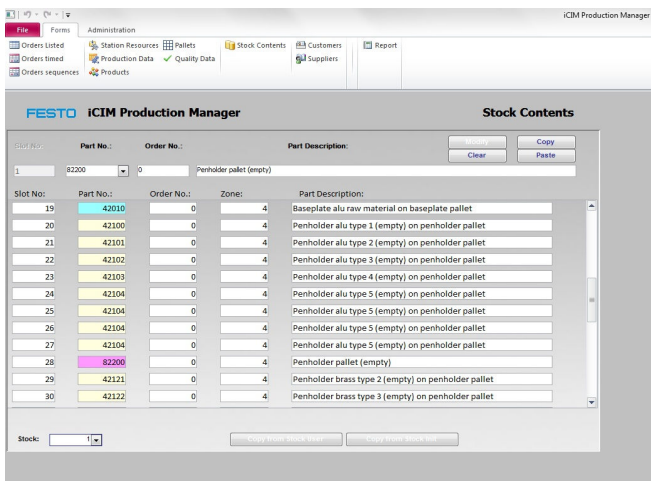 iCIM Production Manager
File Forms Administration
Orders Listed Station Resources Pallets Stock Contents Customers Report
Orders timed Production Data Quality Data Suppliers
Orders sequences Products
FESTO iCIM Production Manager Stock Contents
Slot No: Part No.: Order No.: Part Description: Modify Copy
Clear Paste
1 82200 0 Penholder pallet (empty)
Slot No: Part No.: Order No.: Zone: Part Description:
19 42010 0 4 Baseplate alu raw material on baseplate pallet
20 42100 0 4 Penholder alu type 1 (empty) on penholder pallet
21 42101 0 4 Penholder alu type 2 (empty) on penholder pallet
22 42102 0 4 Penholder alu type 3 (empty) on penholder pallet
23 42103 0 4 Penholder alu type 4 (empty) on penholder pallet
24 42104 0 4 Penholder alu type 5 (empty) on penholder pallet
25 42104 0 4 Penholder alu type 5 (empty) on penholder pallet
26 42104 0 4 Penholder alu type 5 (empty) on penholder pallet
27 42104 0 4 Penholder alu type 5 (empty) on penholder pallet
28 82200 0 4 Penholder pallet (empty)
29 42121 0 4 Penholder brass type 2 (empty) on penholder pallet
30 42122 0 4 Penholder brass type 3 (empty) on penholder pallet
Stock: 1 Copy from Stock Copy from Stock